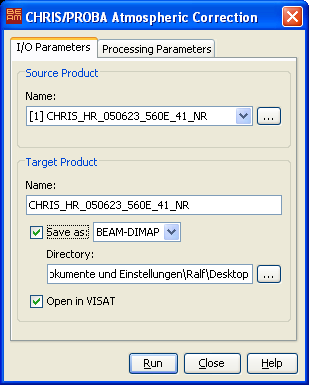 BEAM CHRIS/PROBA Atmospheric Correction
I/O Parameters Processing Parameters
Source Product
Name:
[1] CHRIS_HR_050623_560E_41_NR ...
Target Product
Name:
CHRIS_HR_050623_560E_41_NR
Save as: BEAM-DIMAP
Directory:
okumente und Einstellungen\Ralf\Desktop ...
Open in VISAT
Run Close Help